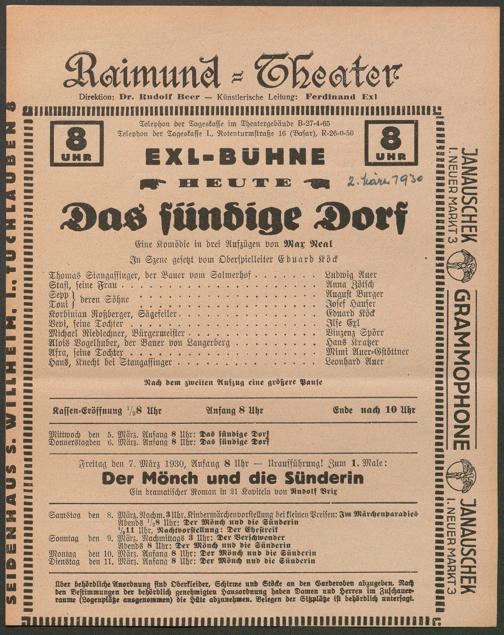 Raimund-Theater
Direktion: Dr. Rudolf Beer — Künstlerische Leitung: Ferdinand Exl
Telephon der Tageskasse im Theatergebäude B-27-4-65
Telephon der Tageskasse I., Rotenturmstraße 16 (Basar), R-26-0-50
8 UHR
8 UHR
EXL-BÜHNE
HEUTE
2. März 1930
Das sündige Dorf
Eine Komödie in drei Aufzügen von Max Neal
In Szene gesetzt vom Oberspielleiter Eduard Köck
Thomas Stangassinger, der Bauer vom Salmerhof . . . . Ludwig Auer
Stasl, seine Frau . . . . Anna Zötsch
Sepp } deren Söhne . . . . August Burger
Toni } . . . . Josef Hauser
Korbinian Roßberger, Sägefeiler . . . . Eduard Köck
Vevi, seine Tochter . . . . Ilse Exl
Michael Riedlechner, Bürgermeister . . . . Vinzenz Spörr
Alois Vogelhuber, der Bauer von Langerberg . . . . Hans Kratzer
Afra, seine Tochter . . . . Mimi Auer-Gstöttner
Hans, Knecht bei Stangassinger . . . . Leonhard Auer
Nach dem zweiten Aufzug eine größere Pause
Kassen-Eröffnung ½8 Uhr Anfang 8 Uhr Ende nach 10 Uhr
Mittwoch den 5. März. Anfang 8 Uhr: Das sündige Dorf
Donnerstag den 6. März. Anfang 8 Uhr: Das sündige Dorf
Freitag den 7. März 1930, Anfang 8 Uhr — Uraufführung! Zum 1. Male:
Der Mönch und die Sünderin
Ein dramatischer Roman in 21 Kapiteln von Rudolf Brix
Samstag den 8. März, Nachm. 3 Uhr, Kindermärchenvorstellung bei kleinen Preisen: Im Märchenparadies
Abends ½8 Uhr: Der Mönch und die Sünderin
¼11 Uhr, Nachtvorstellung: Der Ehestreik
Sonntag den 9. März, Nachmittags 3 Uhr: Der Verschwender
Abends 8 Uhr: Der Mönch und die Sünderin
Montag den 10. März, Anfang 8 Uhr: Der Mönch und die Sünderin
Dienstag den 11. März, Anfang 8 Uhr: Der Mönch und die Sünderin
Über behördliche Anordnung sind Oberkleider, Schirme und Stöcke an den Garderoben abzugeben. Nach
den Bestimmungen der behördlich genehmigten Hausordnung haben Damen und Herren im Zuschauer-
raume (Logenplätze ausgenommen) die Hüte abzunehmen. Belegen der Sitzplätze ist behördlich untersagt.
SEIDENHAUS S. WILLHEIM, I., TUCHLAUBEN 8
JANAUSCHEK
I. NEUER MARKT 3
GRAMMOPHONE
JANAUSCHEK
I. NEUER MARKT 3